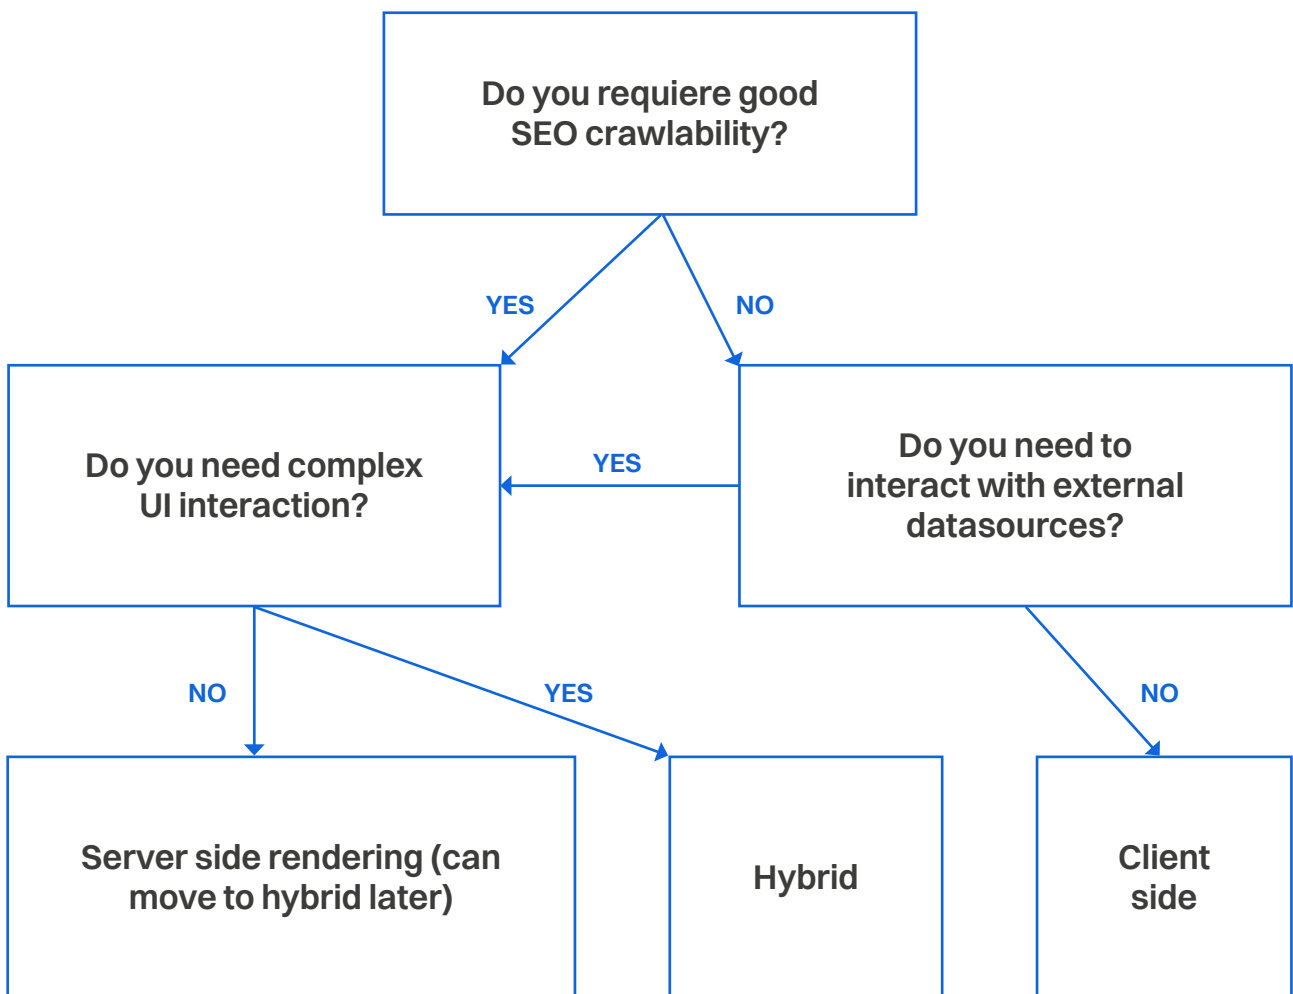 Do you requiere good
SEO crawlability?
YES
NO
Do you need complex
UI interaction?
YES
Do you need to
interact with external
datasources?
NO
YES
NO
Server side rendering (can
move to hybrid later)
Hybrid
Client
side